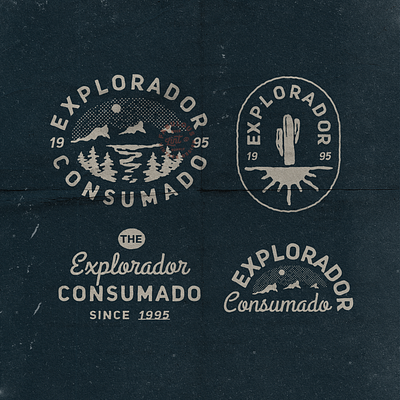 EXPLORADOR
19 95
CONSUMADO
EXPLORADOR
19 95
THE
Explorador
CONSUMADO
SINCE 1995
EXPLORADOR
Consumado